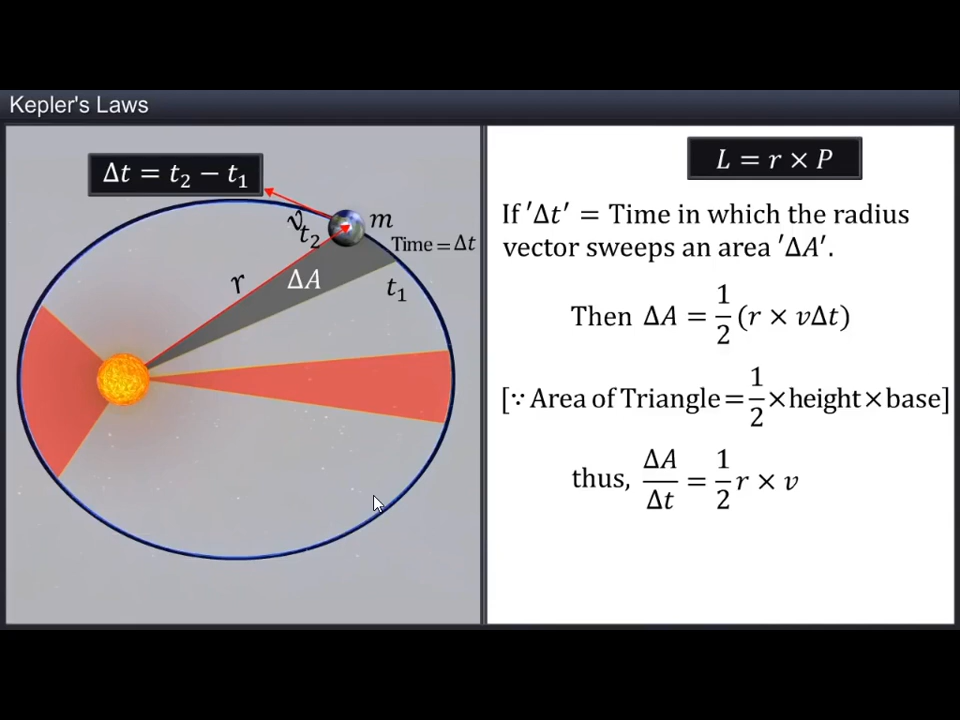 Kepler's Laws
Δt = t₂ − t₁
v
t₂
m
Time = Δt
r
ΔA
t₁
L = r × P
If ′Δt′ = Time in which the radius
vector sweeps an area ′ΔA′.
Then ΔA = 1/2 (r × vΔt)
[∵ Area of Triangle = 1/2 × height × base]
thus, ΔA/Δt = 1/2 r × v